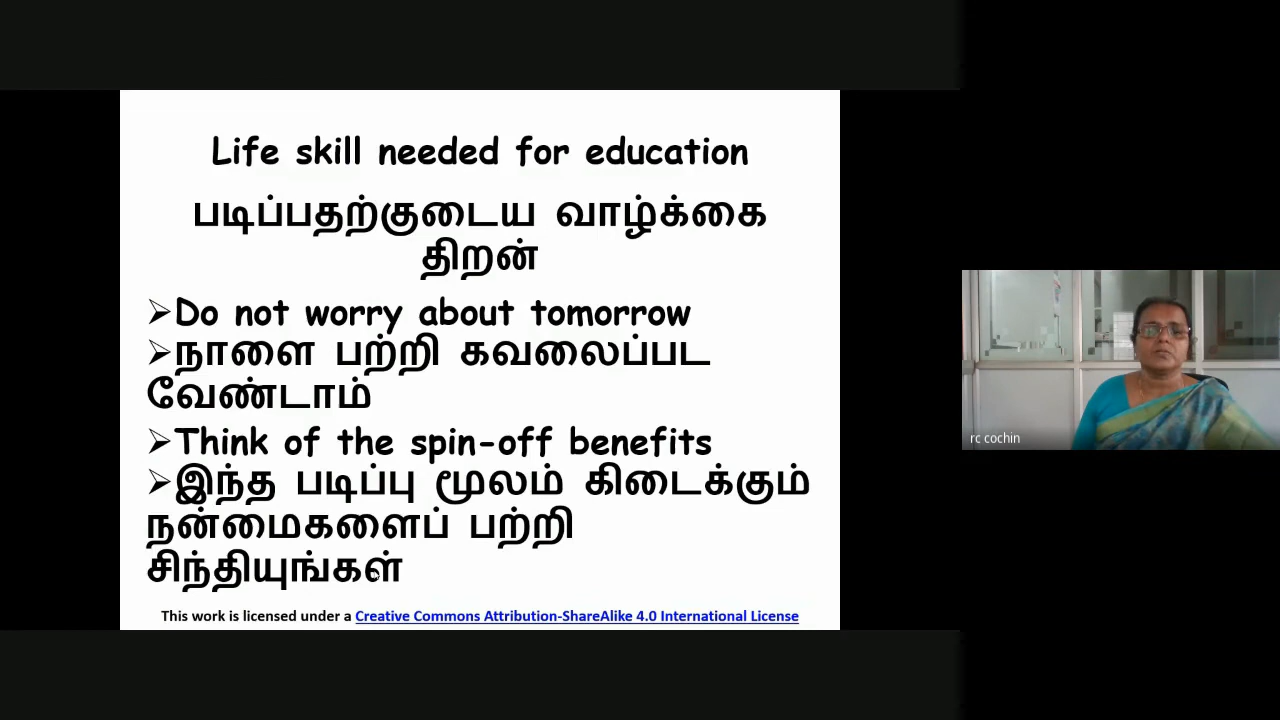 Life skill needed for education
படிப்பதற்குடைய வாழ்க்கை
திறன்
➢Do not worry about tomorrow
➢நாளை பற்றி கவலைப்பட
வேண்டாம்
➢Think of the spin-off benefits
➢இந்த படிப்பு மூலம் கிடைக்கும்
நன்மைகளைப் பற்றி
சிந்தியுங்கள்
This work is licensed under a Creative Commons Attribution-ShareAlike 4.0 International License
rc cochin